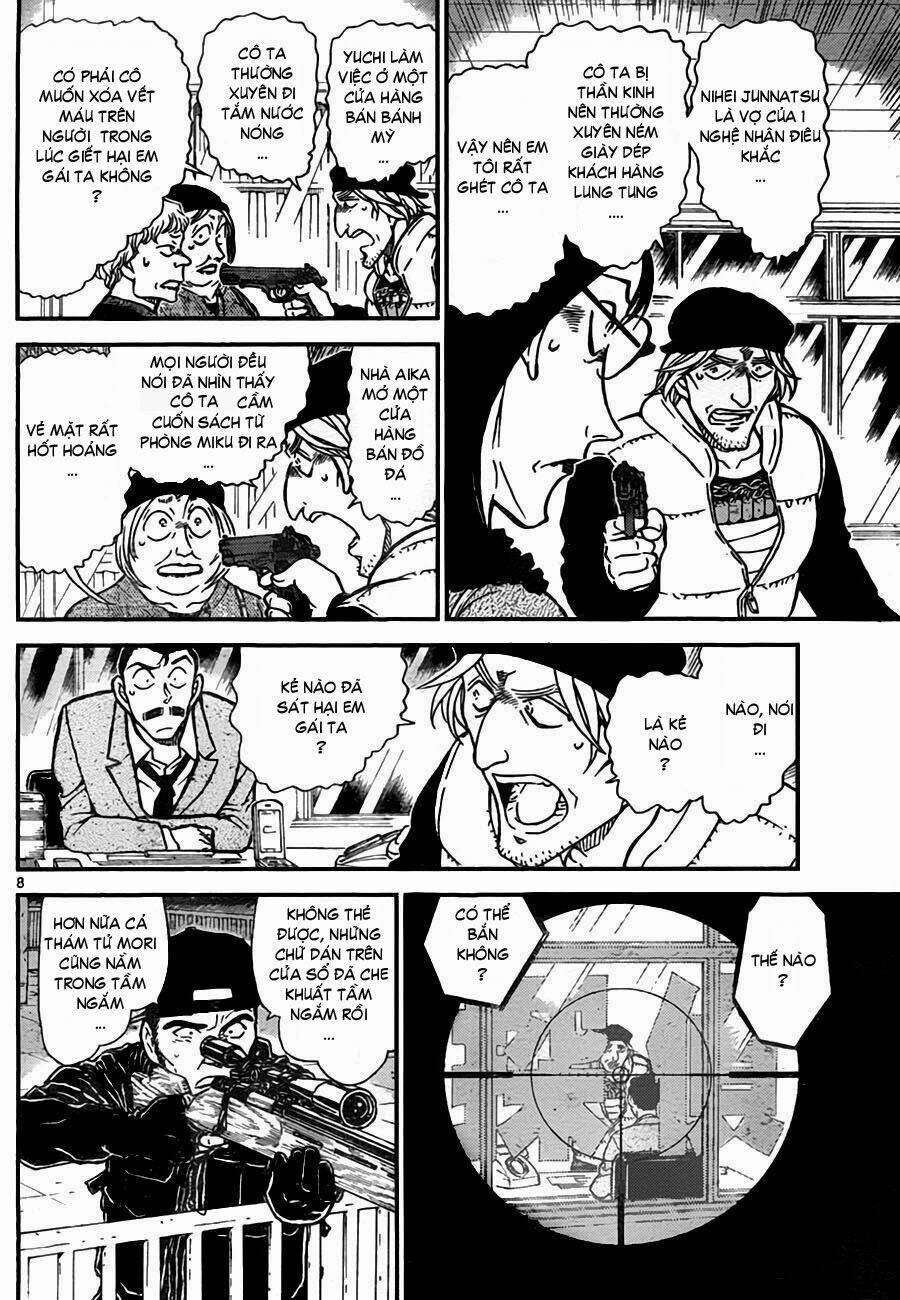 NIHEI JUNNATSU
LÀ VỢ CỦA 1
NGHỆ NHÂN ĐIÊU
KHẮC
...
CÔ TA BỊ
THẦN KINH
NÊN THƯỜNG
XUYÊN NÉM
GIÀY DÉP
KHÁCH HÀNG
LUNG TUNG
....
VẬY NÊN EM
TÔI RẤT
GHÉT CÔ TA
...
YUCHI LÀM
VIỆC Ở MỘT
CỬA HÀNG
BÁN BÁNH
MỲ
...
CÔ TA
THƯỜNG
XUYÊN ĐI
TẮM NƯỚC
NÓNG
...
CÓ PHẢI CÔ
MUỐN XÓA VẾT
MÁU TRÊN
NGƯỜI TRONG
LÚC GIẾT HẠI EM
GÁI TA KHÔNG
?
NHÀ AIKA
MỞ MỘT
CỬA HÀNG
BÁN ĐỒ
ĐÁ
...
MỌI NGƯỜI ĐỀU
NÓI ĐÃ NHÌN THẤY
CÔ TA CẦM
CUỐN SÁCH TỪ
PHÒNG MIKU ĐI RA
...
VẺ MẶT RẤT
HỐT HOẢNG
...
NÀO, NÓI
ĐI
...
LÀ KẺ
NÀO
?
KẺ NÀO ĐÃ
SÁT HẠI EM
GÁI TA
?
8
THẾ NÀO
?
CÓ THỂ
BẮN
KHÔNG
?
KHÔNG THỂ
ĐƯỢC, NHỮNG
CHỮ DÁN TRÊN
CỬA SỔ ĐÃ CHE
KHUẤT TẦM
NGẮM RỒI
...
HƠN NỮA CẢ
THÁM TỬ MORI
CŨNG NẰM
TRONG TẦM
NGẮM
...